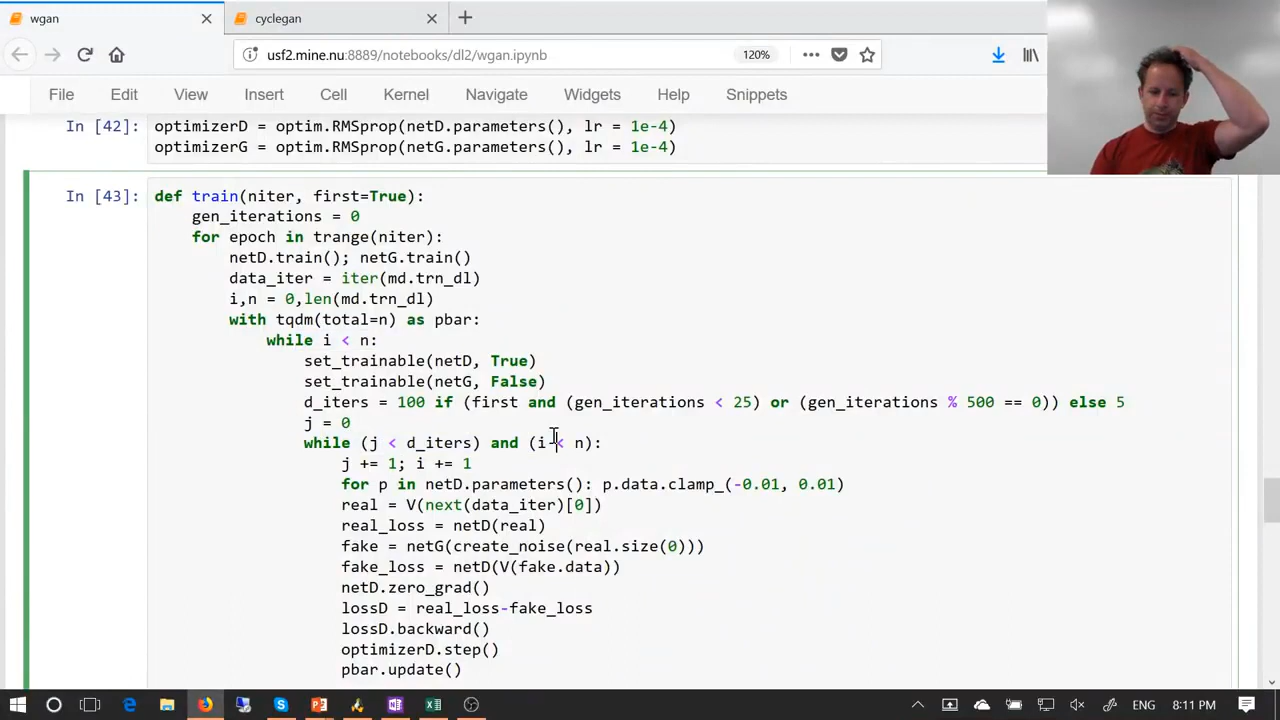 wgan
cyclegan
usf2.mine.nu:8889/notebooks/dl2/wgan.ipynb
120%
File Edit View Insert Cell Kernel Navigate Widgets Help Snippets
In [42]:
optimizerD = optim.RMSprop(netD.parameters(), lr = 1e-4)
optimizerG = optim.RMSprop(netG.parameters(), lr = 1e-4)
In [43]:
def train(niter, first=True):
gen_iterations = 0
for epoch in trange(niter):
netD.train(); netG.train()
data_iter = iter(md.trn_dl)
i,n = 0,len(md.trn_dl)
with tqdm(total=n) as pbar:
while i < n:
set_trainable(netD, True)
set_trainable(netG, False)
d_iters = 100 if (first and (gen_iterations < 25) or (gen_iterations % 500 == 0)) else 5
j = 0
while (j < d_iters) and (i < n):
j += 1; i += 1
for p in netD.parameters(): p.data.clamp_(-0.01, 0.01)
real = V(next(data_iter)[0])
real_loss = netD(real)
fake = netG(create_noise(real.size(0)))
fake_loss = netD(V(fake.data))
netD.zero_grad()
lossD = real_loss-fake_loss
lossD.backward()
optimizerD.step()
pbar.update()
ENG
8:11 PM